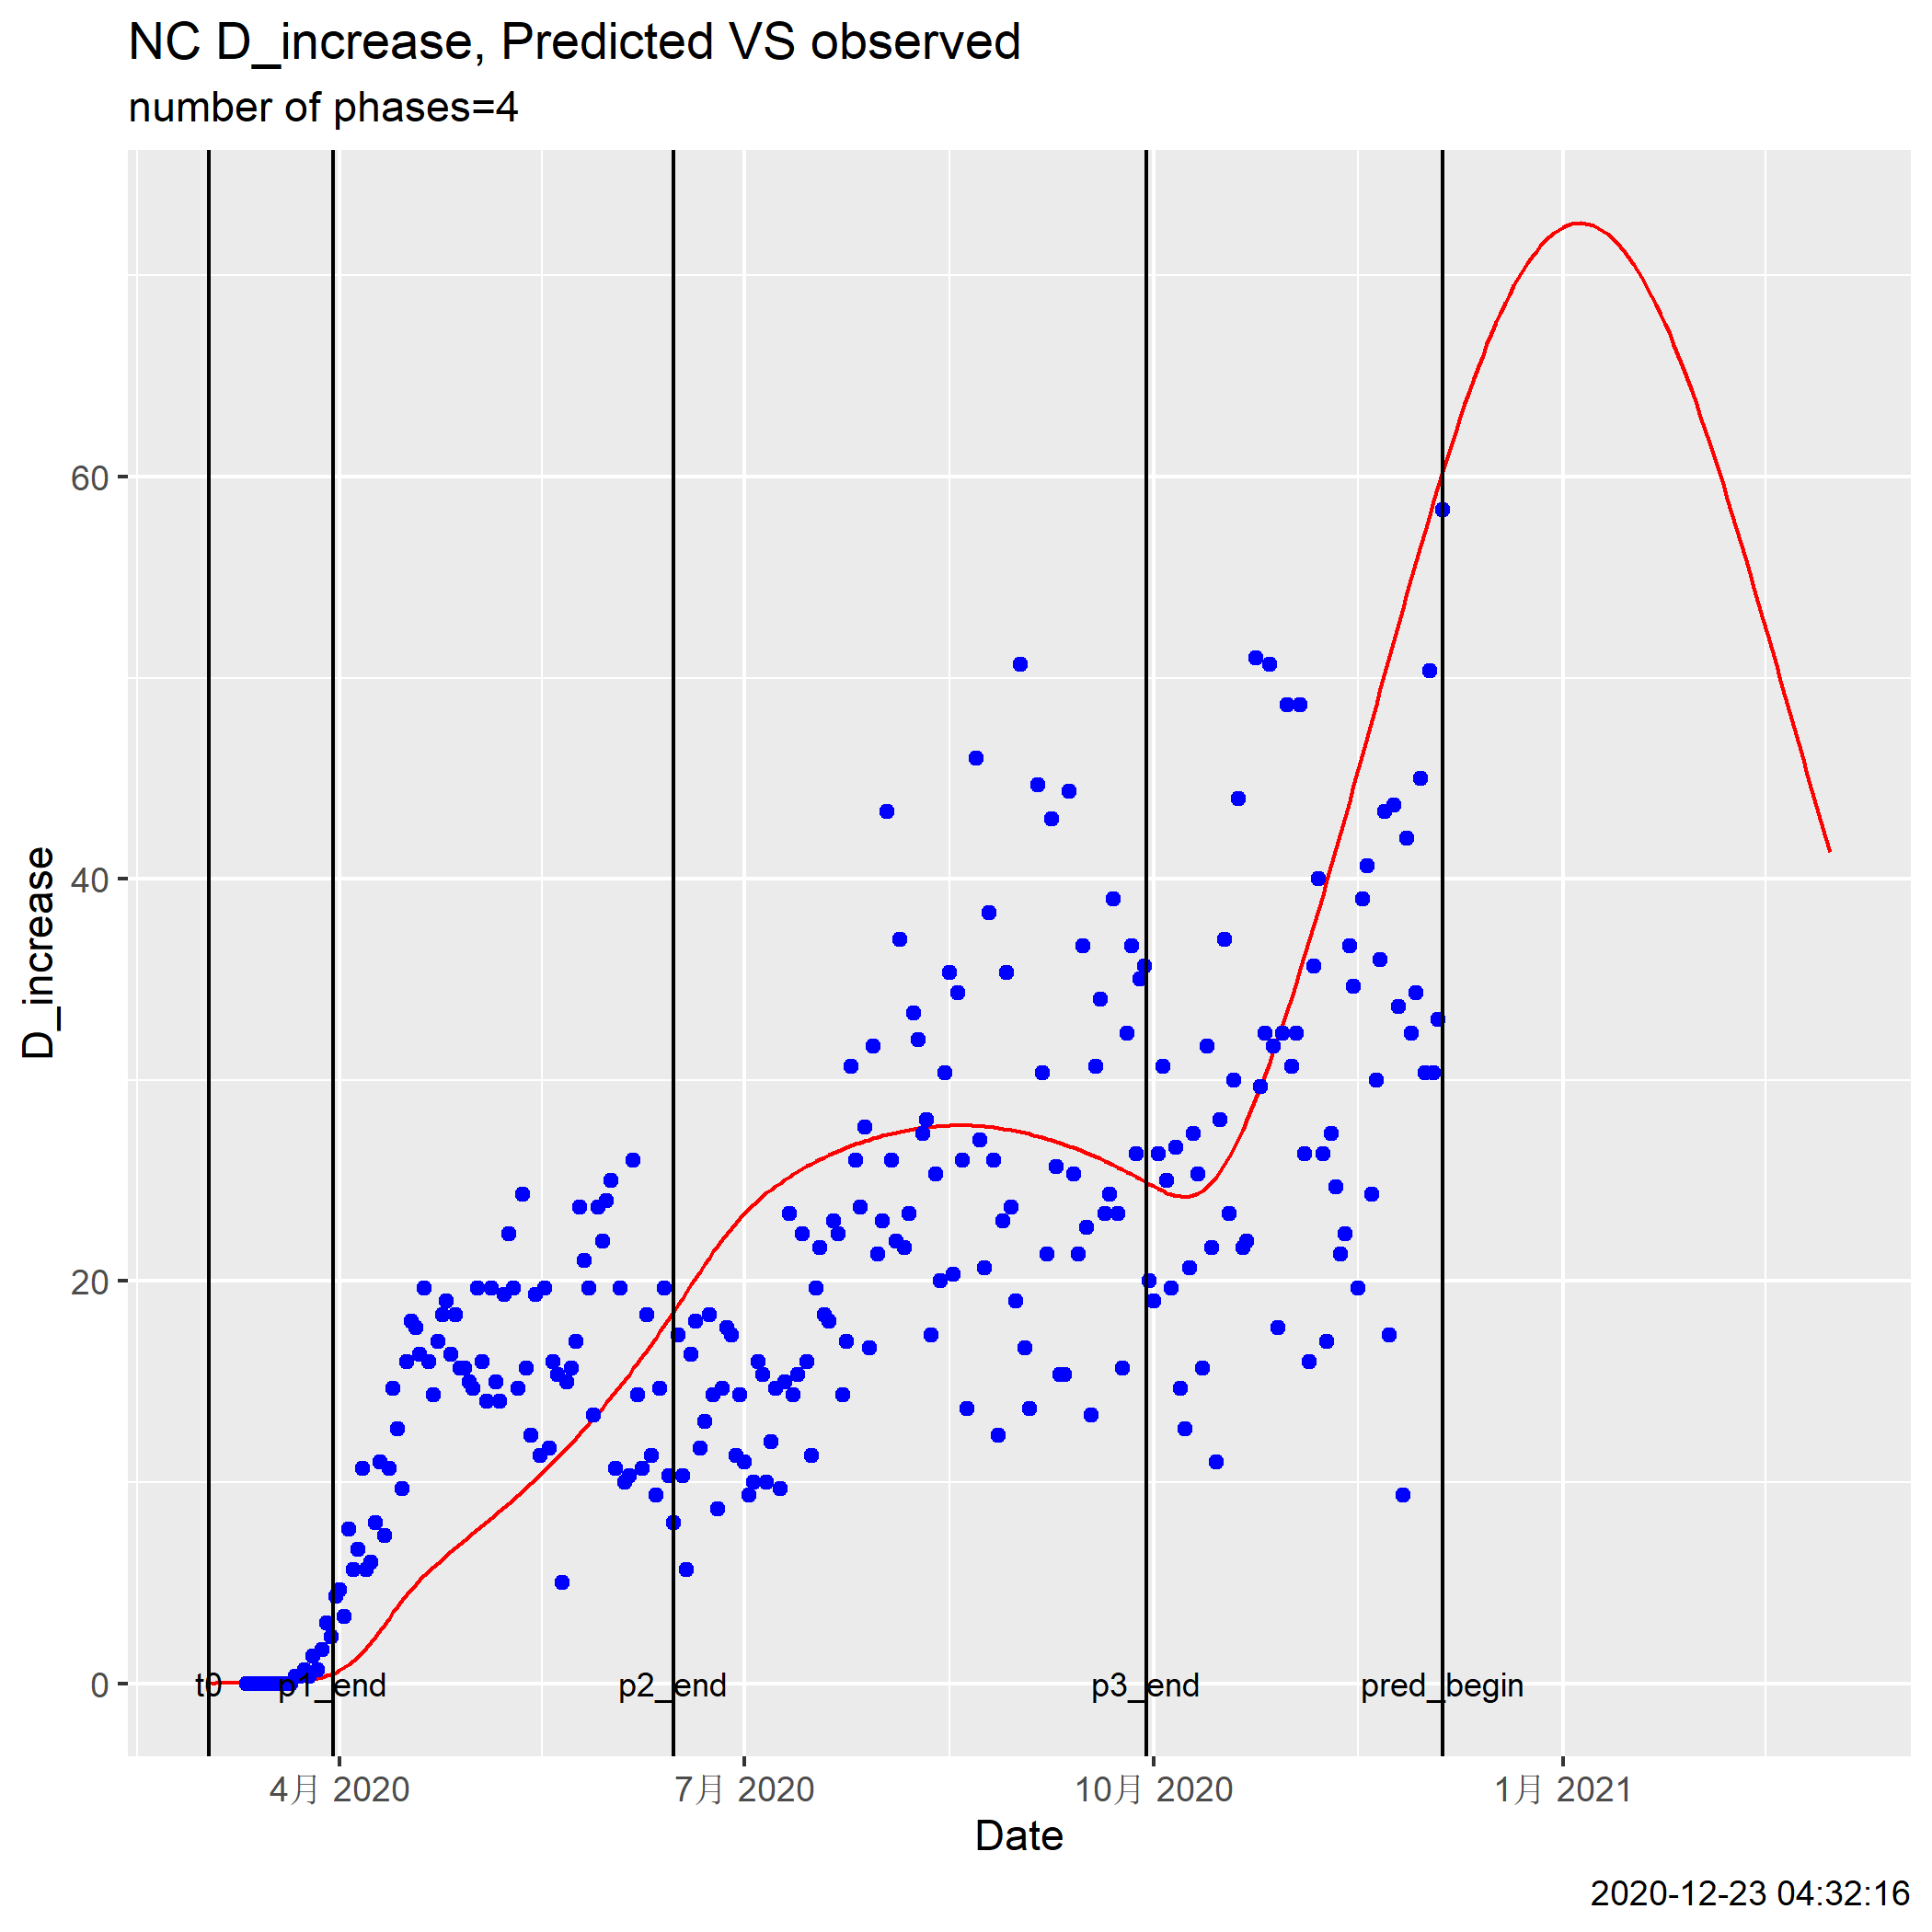 NC D_increase, Predicted VS observed
number of phases=4
D_increase
60
40
20
0
t0
p1_end
p2_end
p3_end
pred_begin
4月 2020
7月 2020
10月 2020
1月 2021
Date
2020-12-23 04:32:16